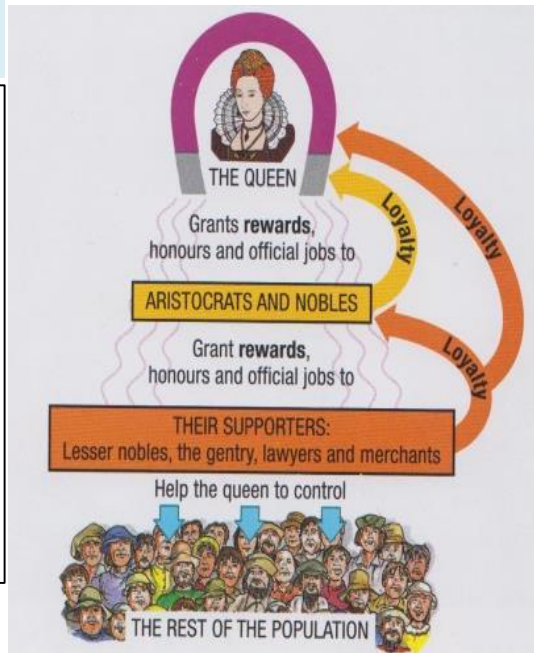 THE QUEEN
Grants rewards,
honours and official jobs to
Loyalty
Loyalty
ARISTOCRATS AND NOBLES
Grant rewards,
honours and official jobs to
Loyalty
THEIR SUPPORTERS:
Lesser nobles, the gentry, lawyers and merchants
Help the queen to control
THE REST OF THE POPULATION